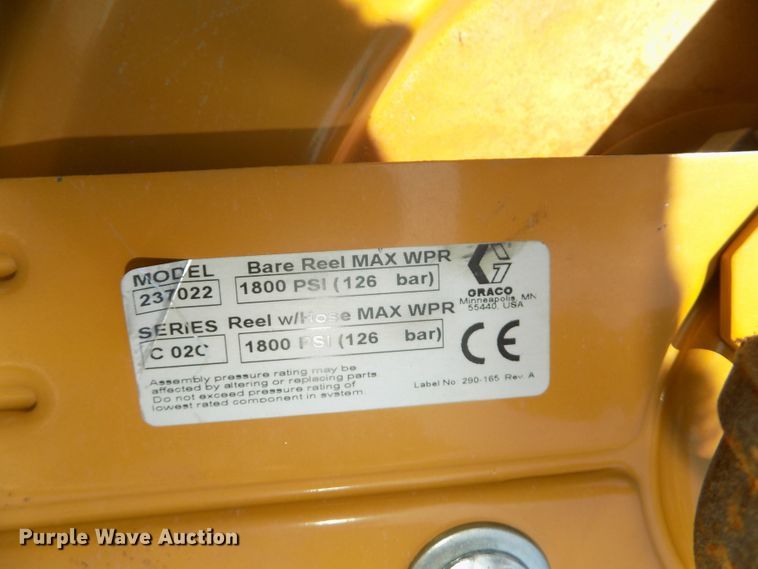 MODEL Bare Reel MAX WPR
237022 1800 PSI (126 bar)
GRACO
Minneapolis, MN
55440, USA
SERIES Reel w/Hose MAX WPR
C 02C 1800 PSI (126 bar)
CE
Assembly pressure rating may be
affected by altering or replacing parts.
Do not exceed pressure rating of
lowest rated component in system.
Label No. 290-165 Rev. A
Purple Wave Auction